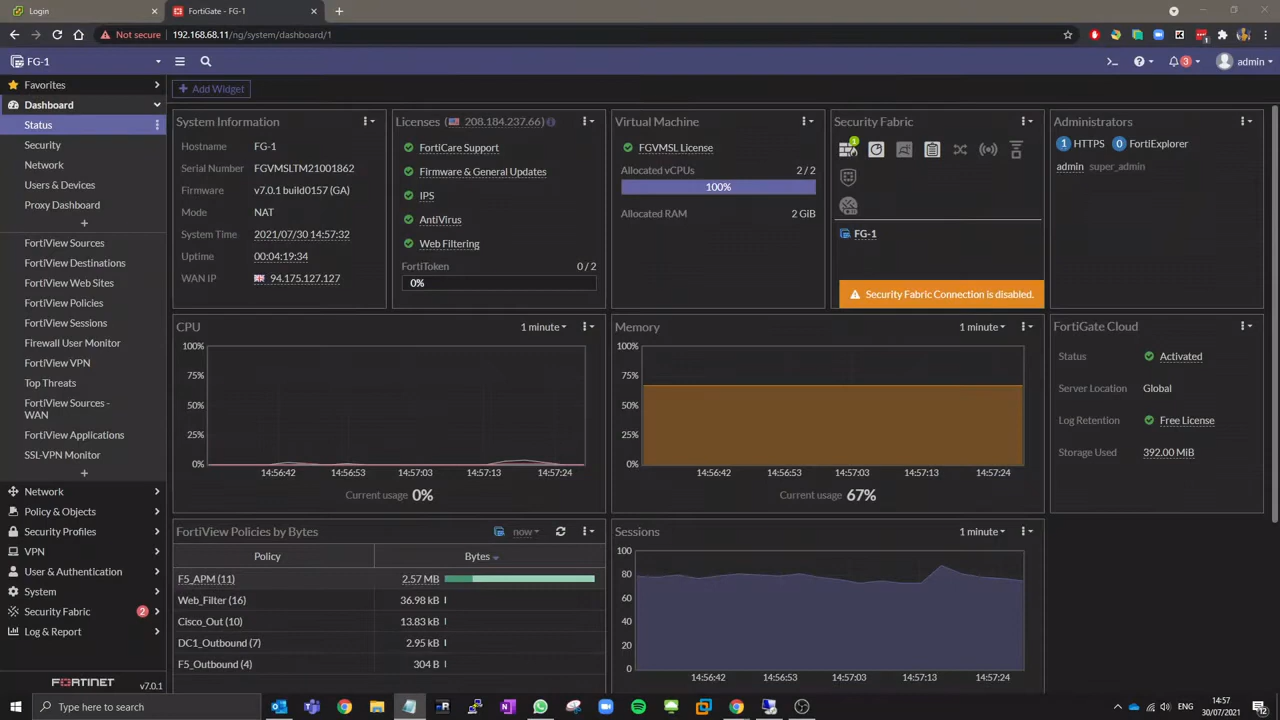 Login
FortiGate - FG-1
Not secure
192.168.68.11/ng/system/dashboard/1
FG-1
3
admin
Favorites
Dashboard
Status
Security
Network
Users & Devices
Proxy Dashboard
FortiView Sources
FortiView Destinations
FortiView Web Sites
FortiView Policies
FortiView Sessions
Firewall User Monitor
FortiView VPN
Top Threats
FortiView Sources -
WAN
FortiView Applications
SSL-VPN Monitor
Network
Policy & Objects
Security Profiles
VPN
User & Authentication
System
Security Fabric 2
Log & Report
FORTINET v7.0.1
Add Widget
System Information
Hostname FG-1
Serial Number FGVMSLTM21001862
Firmware v7.0.1 build0157 (GA)
Mode NAT
System Time 2021/07/30 14:57:32
Uptime 00:04:19:34
WAN IP 94.175.127.127
Licenses (208.184.237.66)
FortiCare Support
Firmware & General Updates
IPS
AntiVirus
Web Filtering
FortiToken 0/2
0%
Virtual Machine
FGVMSL License
Allocated vCPUs 2/2
100%
Allocated RAM 2 GiB
Security Fabric
1
FG-1
Security Fabric Connection is disabled.
Administrators
1 HTTPS 0 FortiExplorer
admin super_admin
CPU 1 minute
100%
75%
50%
25%
0%
14:56:42 14:56:53 14:57:03 14:57:13 14:57:24
Current usage 0%
Memory 1 minute
100%
75%
50%
25%
0%
14:56:42 14:56:53 14:57:03 14:57:13 14:57:24
Current usage 67%
FortiGate Cloud
Status Activated
Server Location Global
Log Retention Free License
Storage Used 392.00 MiB
FortiView Policies by Bytes now
Policy Bytes
F5_APM (11) 2.57 MB
Web_Filter (16) 36.98 kB
Cisco_Out (10) 13.83 kB
DC1_Outbound (7) 2.95 kB
F5_Outbound (4) 304 B
Sessions 1 minute
100
80
60
40
20
0
14:56:42 14:56:53 14:57:03 14:57:13 14:57:24
Type here to search
ENG
14:57
30/07/2021